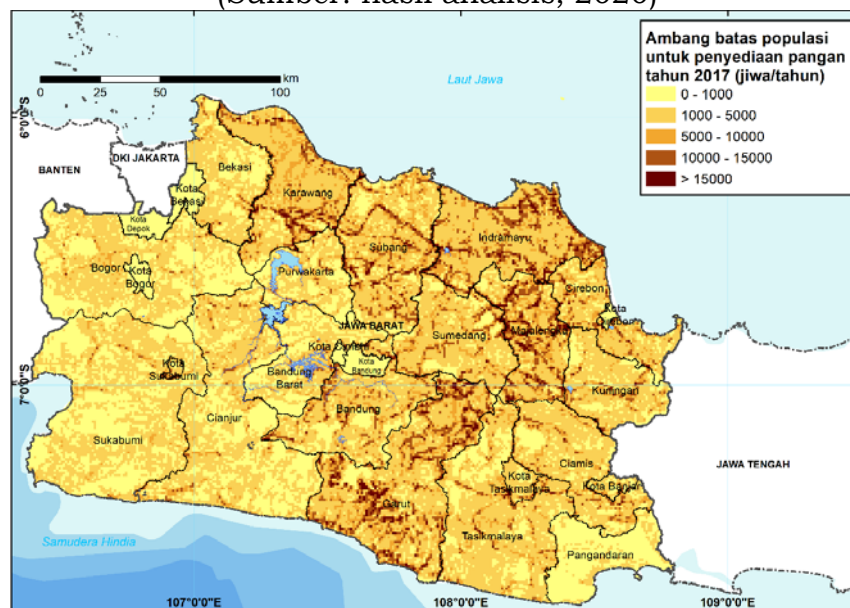 (Sumber: hasil analisis, 2020)
Ambang batas populasi
untuk penyediaan pangan
tahun 2017 (jiwa/tahun)
0 - 1000
1000 - 5000
5000 - 10000
10000 - 15000
> 15000
km
0 25 50 100
Laut Jawa
6°0'0"S
BANTEN
DKI JAKARTA
Bekasi
Kota
Bekasi
Karawang
Kota
Depok
Subang
Indramayu
Bogor
Kota
Bogor
Purwakarta
Cirebon
Kota
JAWA BARAT
Sumedang
Majalengka
Kota Cimahi
Kota
Bandung
Kota
Sukabumi
Bandung
Barat
7°0'0"S
Kuningan
Cianjur
Bandung
Sukabumi
Ciamis
JAWA TENGAH
Kota
Tasikmalaya
Kota Banjar
Garut
Tasikmalaya
Pangandaran
Samudera Hindia
107°0'0"E
108°0'0"E
109°0'0"E